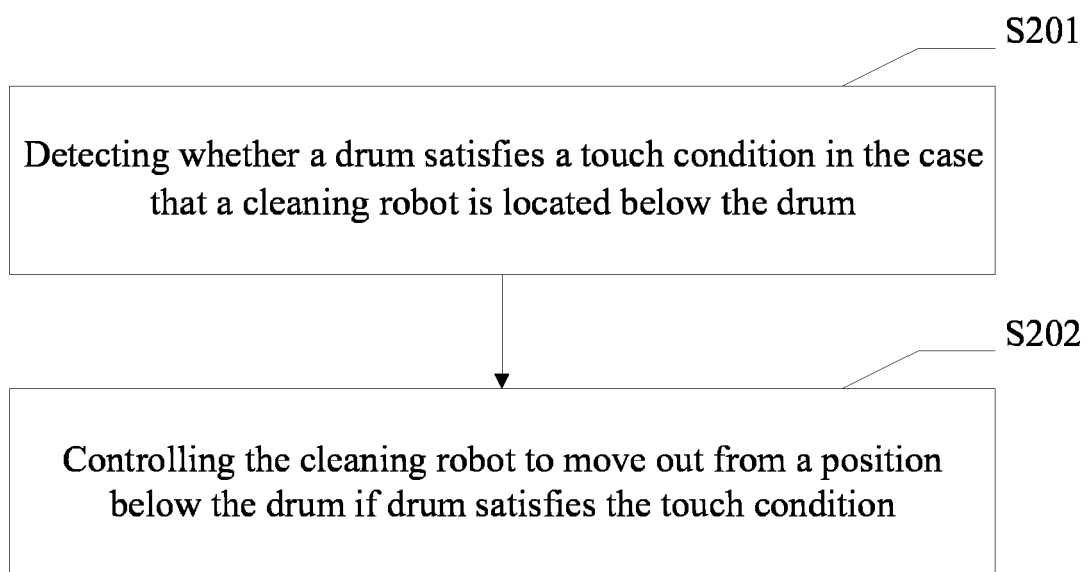 S201
Detecting whether a drum satisfies a touch condition in the case
that a cleaning robot is located below the drum
S202
Controlling the cleaning robot to move out from a position
below the drum if drum satisfies the touch condition